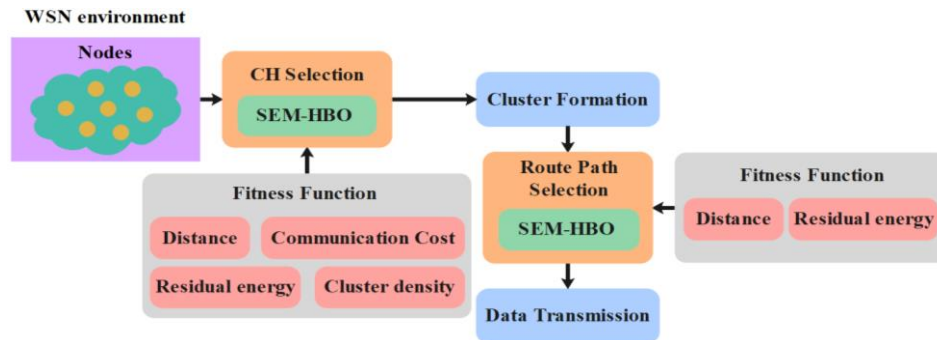 WSN environment
Nodes
CH Selection
SEM-HBO
Fitness Function
Distance
Communication Cost
Residual energy
Cluster density
Cluster Formation
Route Path
Selection
SEM-HBO
Fitness Function
Distance
Residual energy
Data Transmission